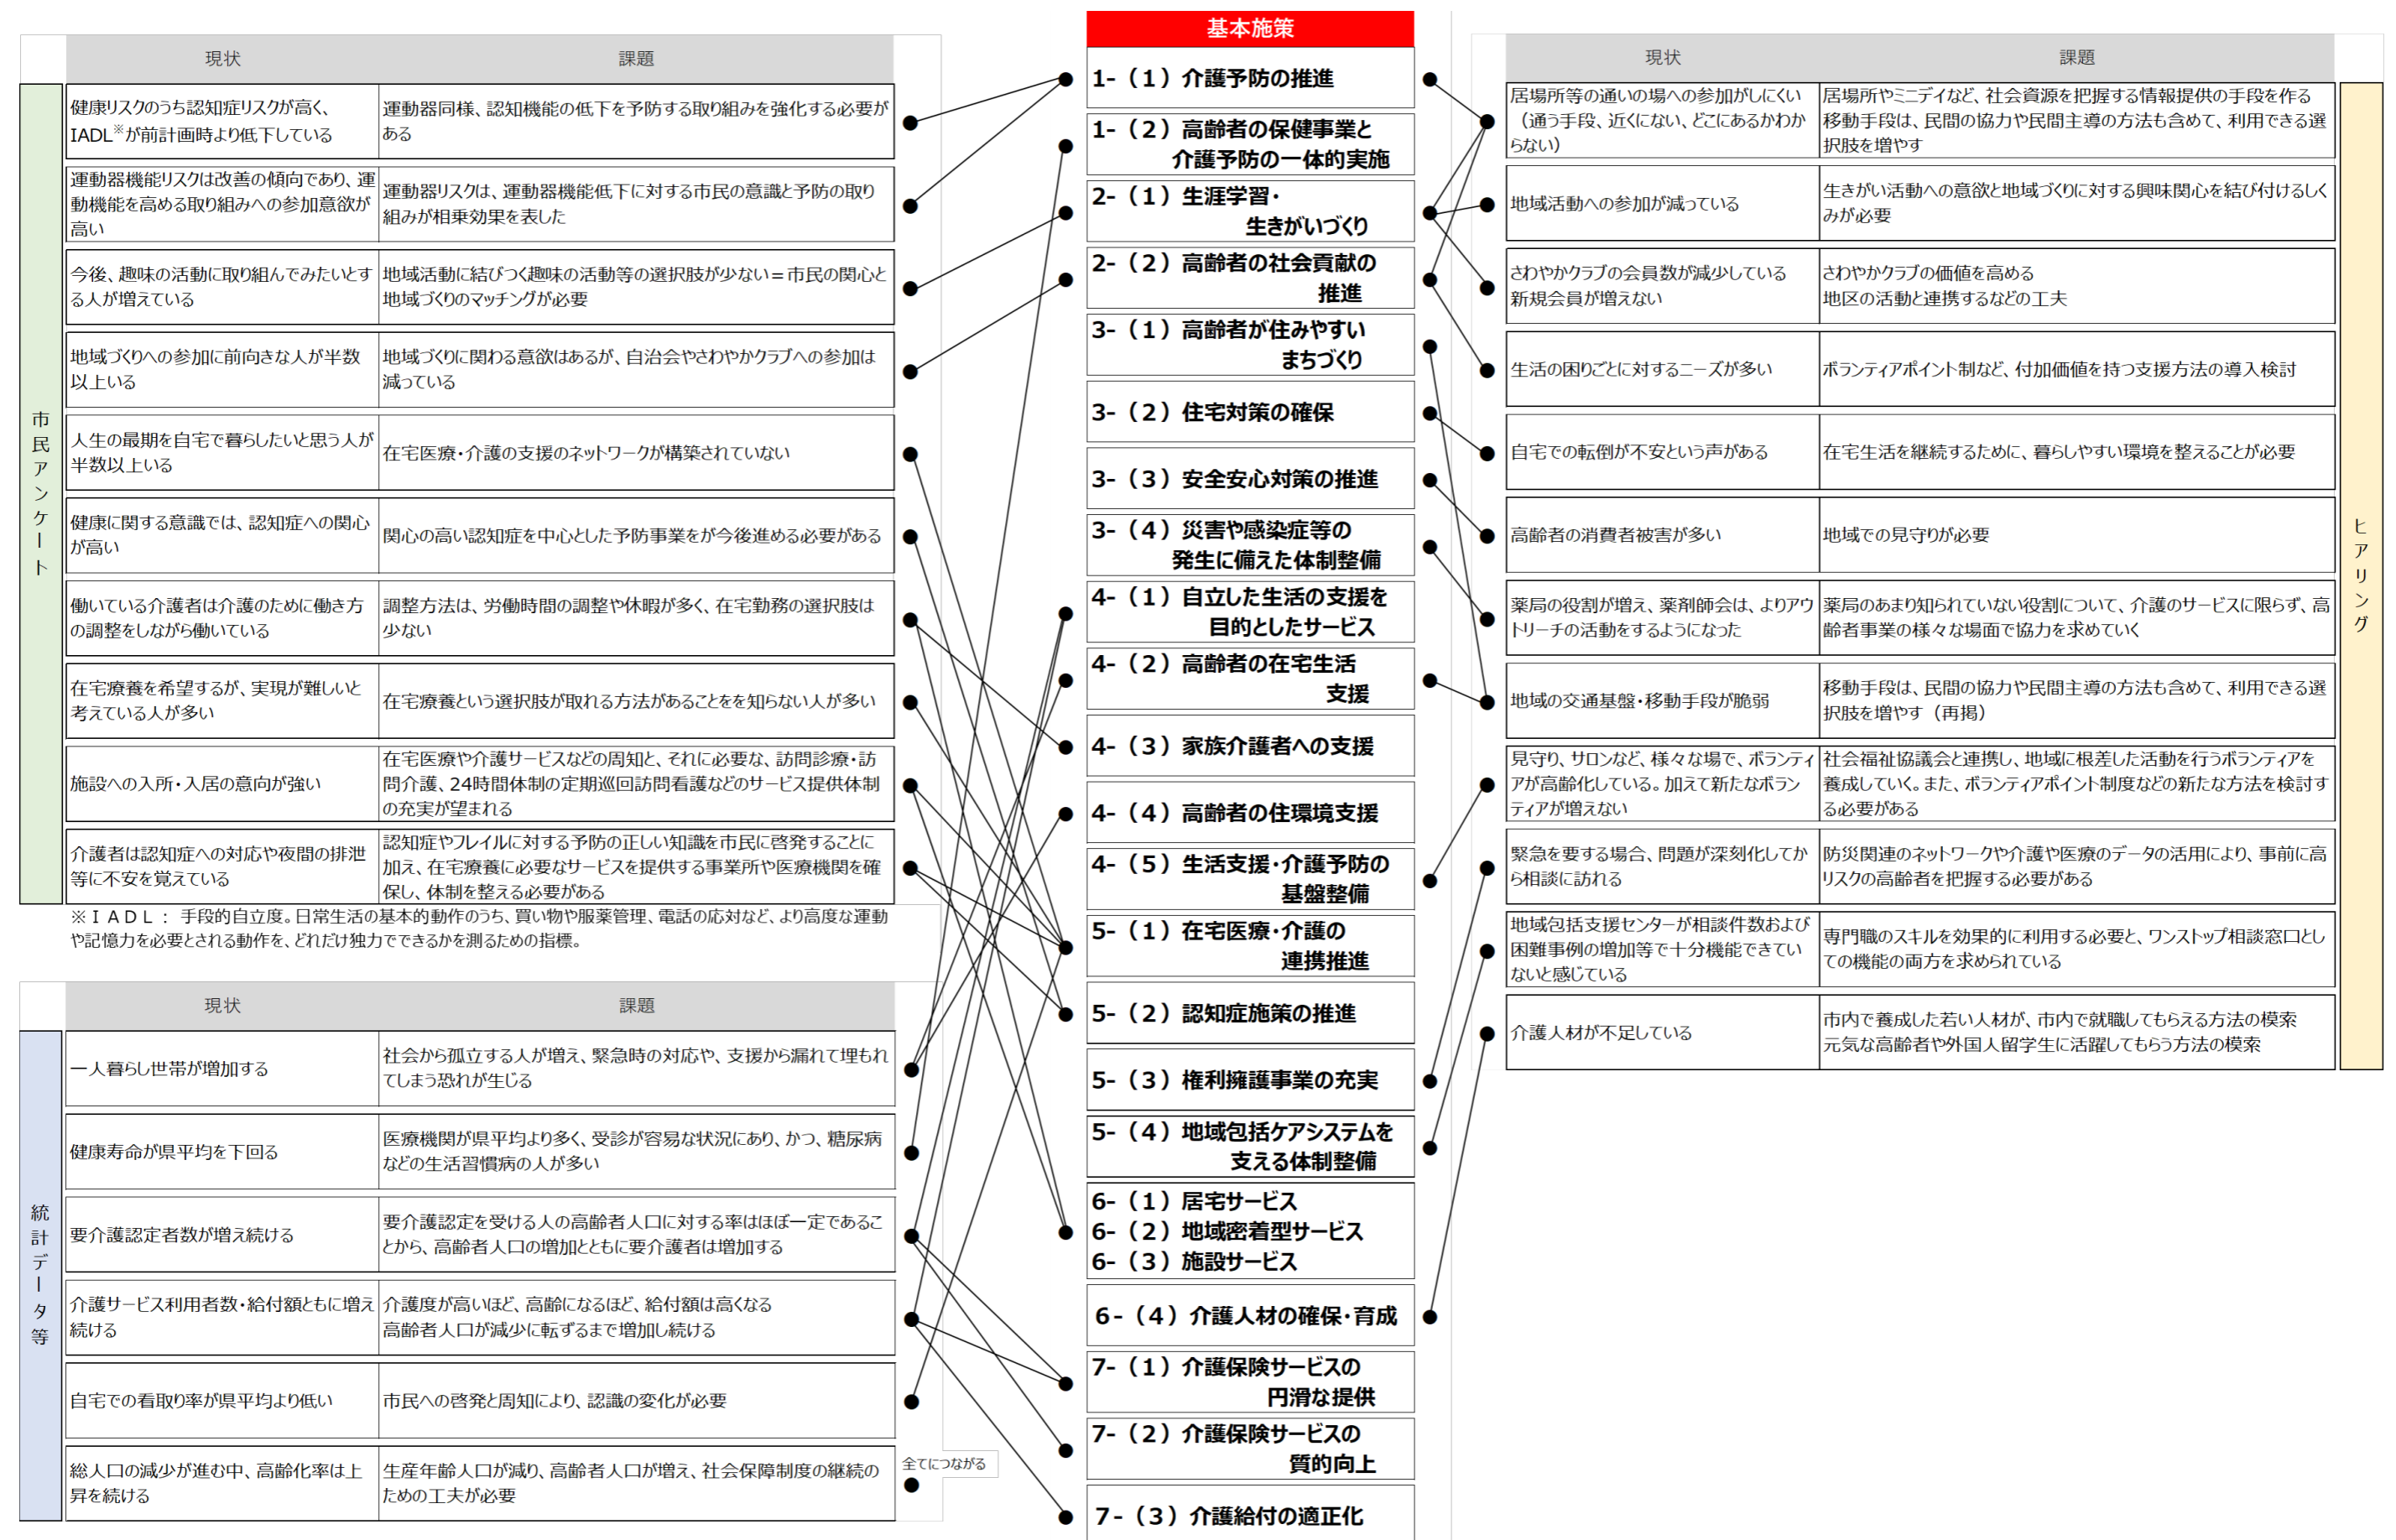 現状
課題
市民アンケート
健康リスクのうち認知症リスクが高く、
IADL※が前計画時より低下している
運動器同様、認知機能の低下を予防する取り組みを強化する必要が
ある
運動器機能リスクは改善の傾向であり、運
動機能を高める取り組みへの参加意欲が
高い
運動器リスクは、運動器機能低下に対する市民の意識と予防の取り
組みが相乗効果を表した
今後、趣味の活動に取り組んでみたいとす
る人が増えている
地域活動に結びつく趣味の活動等の選択肢が少ない＝市民の関心と
地域づくりのマッチングが必要
地域づくりへの参加に前向きな人が半数
以上いる
地域づくりに関わる意欲はあるが、自治会やさわやかクラブへの参加は
減っている
人生の最期を自宅で暮らしたいと思う人が
半数以上いる
在宅医療・介護の支援のネットワークが構築されていない
健康に関する意識では、認知症への関心
が高い
関心の高い認知症を中心とした予防事業をが今後進める必要がある
働いている介護者は介護のために働き方
の調整をしながら働いている
調整方法は、労働時間の調整や休暇が多く、在宅勤務の選択肢は
少ない
在宅療養を希望するが、実現が難しいと
考えている人が多い
在宅療養という選択肢が取れる方法があることをを知らない人が多い
施設への入所・入居の意向が強い
在宅医療や介護サービスなどの周知と、それに必要な、訪問診療・訪
問介護、24時間体制の定期巡回訪問看護などのサービス提供体制
の充実が望まれる
介護者は認知症への対応や夜間の排泄
等に不安を覚えている
認知症やフレイルに対する予防の正しい知識を市民に啓発することに
加え、在宅療養に必要なサービスを提供する事業所や医療機関を確
保し、体制を整える必要がある
※ＩＡＤＬ： 手段的自立度。日常生活の基本的動作のうち、買い物や服薬管理、電話の応対など、より高度な運動
や記憶力を必要とされる動作を、どれだけ独力でできるかを測るための指標。
現状
課題
統計データ等
一人暮らし世帯が増加する
社会から孤立する人が増え、緊急時の対応や、支援から漏れて埋もれ
てしまう恐れが生じる
健康寿命が県平均を下回る
医療機関が県平均より多く、受診が容易な状況にあり、かつ、糖尿病
などの生活習慣病の人が多い
要介護認定者数が増え続ける
要介護認定を受ける人の高齢者人口に対する率はほぼ一定であるこ
とから、高齢者人口の増加とともに要介護者は増加する
介護サービス利用者数・給付額ともに増え
続ける
介護度が高いほど、高齢になるほど、給付額は高くなる
高齢者人口が減少に転ずるまで増加し続ける
自宅での看取り率が県平均より低い
市民への啓発と周知により、認識の変化が必要
総人口の減少が進む中、高齢化率は上
昇を続ける
生産年齢人口が減り、高齢者人口が増え、社会保障制度の継続の
ための工夫が必要
全てにつながる
基本施策
1-（1）介護予防の推進
1-（2）高齢者の保健事業と
介護予防の一体的実施
2-（1）生涯学習・
生きがいづくり
2-（2）高齢者の社会貢献の
推進
3-（1）高齢者が住みやすい
まちづくり
3-（2）住宅対策の確保
3-（3）安全安心対策の推進
3-（4）災害や感染症等の
発生に備えた体制整備
4-（1）自立した生活の支援を
目的としたサービス
4-（2）高齢者の在宅生活
支援
4-（3）家族介護者への支援
4-（4）高齢者の住環境支援
4-（5）生活支援・介護予防の
基盤整備
5-（1）在宅医療・介護の
連携推進
5-（2）認知症施策の推進
5-（3）権利擁護事業の充実
5-（4）地域包括ケアシステムを
支える体制整備
6-（1）居宅サービス
6-（2）地域密着型サービス
6-（3）施設サービス
6-（4）介護人材の確保・育成
7-（1）介護保険サービスの
円滑な提供
7-（2）介護保険サービスの
質的向上
7-（3）介護給付の適正化
現状
課題
居場所等の通いの場への参加がしにくい
（通う手段、近くにない、どこにあるかわか
らない）
居場所やミニデイなど、社会資源を把握する情報提供の手段を作る
移動手段は、民間の協力や民間主導の方法も含めて、利用できる選
択肢を増やす
地域活動への参加が減っている
生きがい活動への意欲と地域づくりに対する興味関心を結び付けるしく
みが必要
さわやかクラブの会員数が減少している
新規会員が増えない
さわやかクラブの価値を高める
地区の活動と連携するなどの工夫
生活の困りごとに対するニーズが多い
ボランティアポイント制など、付加価値を持つ支援方法の導入検討
自宅での転倒が不安という声がある
在宅生活を継続するために、暮らしやすい環境を整えることが必要
高齢者の消費者被害が多い
地域での見守りが必要
薬局の役割が増え、薬剤師会は、よりアウ
トリーチの活動をするようになった
薬局のあまり知られていない役割について、介護のサービスに限らず、高
齢者事業の様々な場面で協力を求めていく
地域の交通基盤・移動手段が脆弱
移動手段は、民間の協力や民間主導の方法も含めて、利用できる選
択肢を増やす（再掲）
見守り、サロンなど、様々な場で、ボランティ
アが高齢化している。加えて新たなボラン
ティアが増えない
社会福祉協議会と連携し、地域に根差した活動を行うボランティアを
養成していく。また、ボランティアポイント制度などの新たな方法を検討す
る必要がある
緊急を要する場合、問題が深刻化してか
ら相談に訪れる
防災関連のネットワークや介護や医療のデータの活用により、事前に高
リスクの高齢者を把握する必要がある
地域包括支援センターが相談件数および
困難事例の増加等で十分機能できてい
ないと感じている
専門職のスキルを効果的に利用する必要と、ワンストップ相談窓口とし
ての機能の両方を求められている
介護人材が不足している
市内で養成した若い人材が、市内で就職してもらえる方法の模索
元気な高齢者や外国人留学生に活躍してもらう方法の模索
ヒアリング